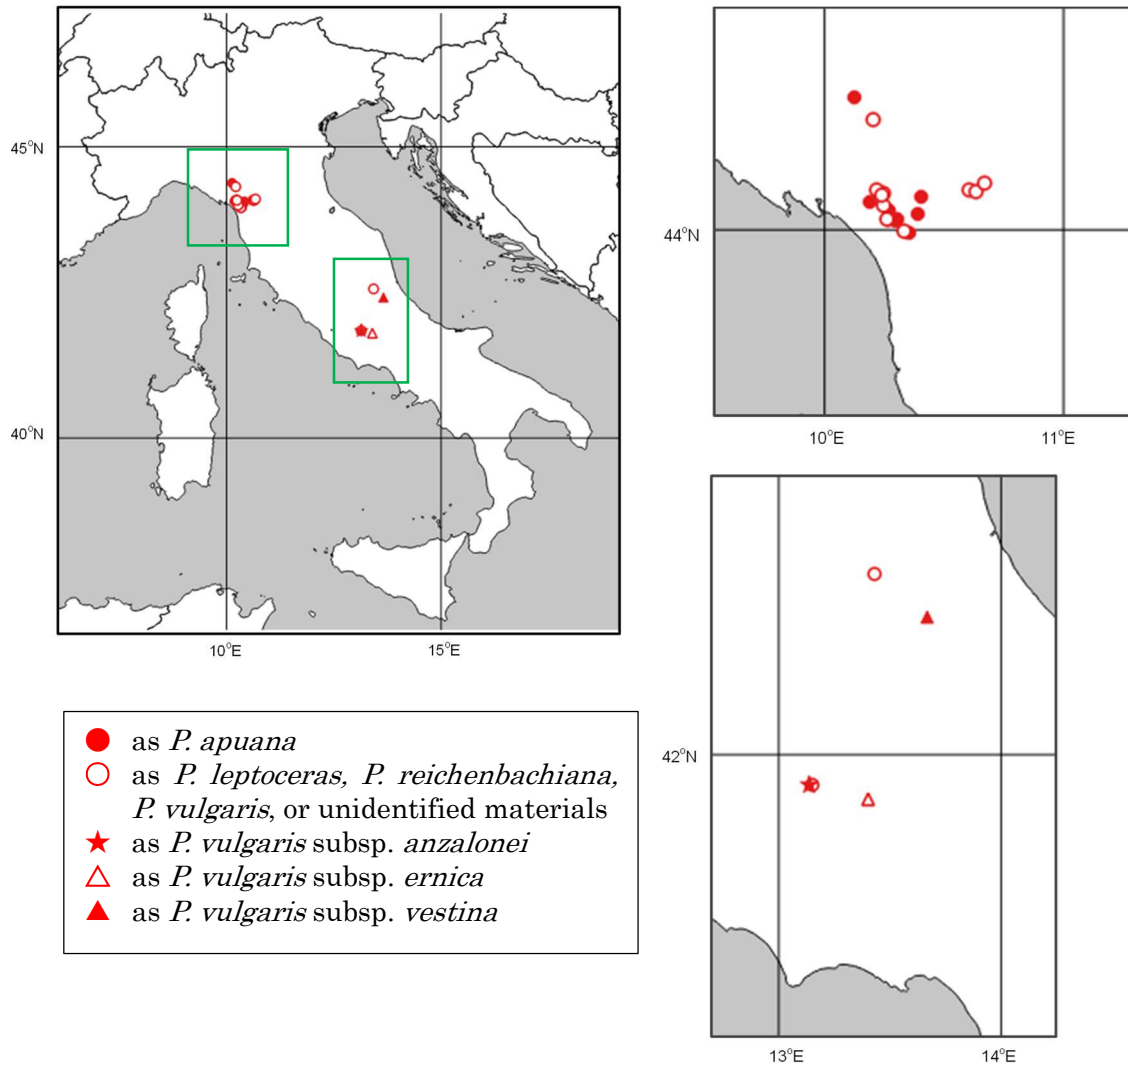 45°N
40°N
10°E
15°E
44°N
10°E
11°E
42°N
13°E
14°E
as P. apuana
as P. leptoceras, P. reichenbachiana,
P. vulgaris, or unidentified materials
as P. vulgaris subsp. anzalonei
as P. vulgaris subsp. ernica
as P. vulgaris subsp. vestina